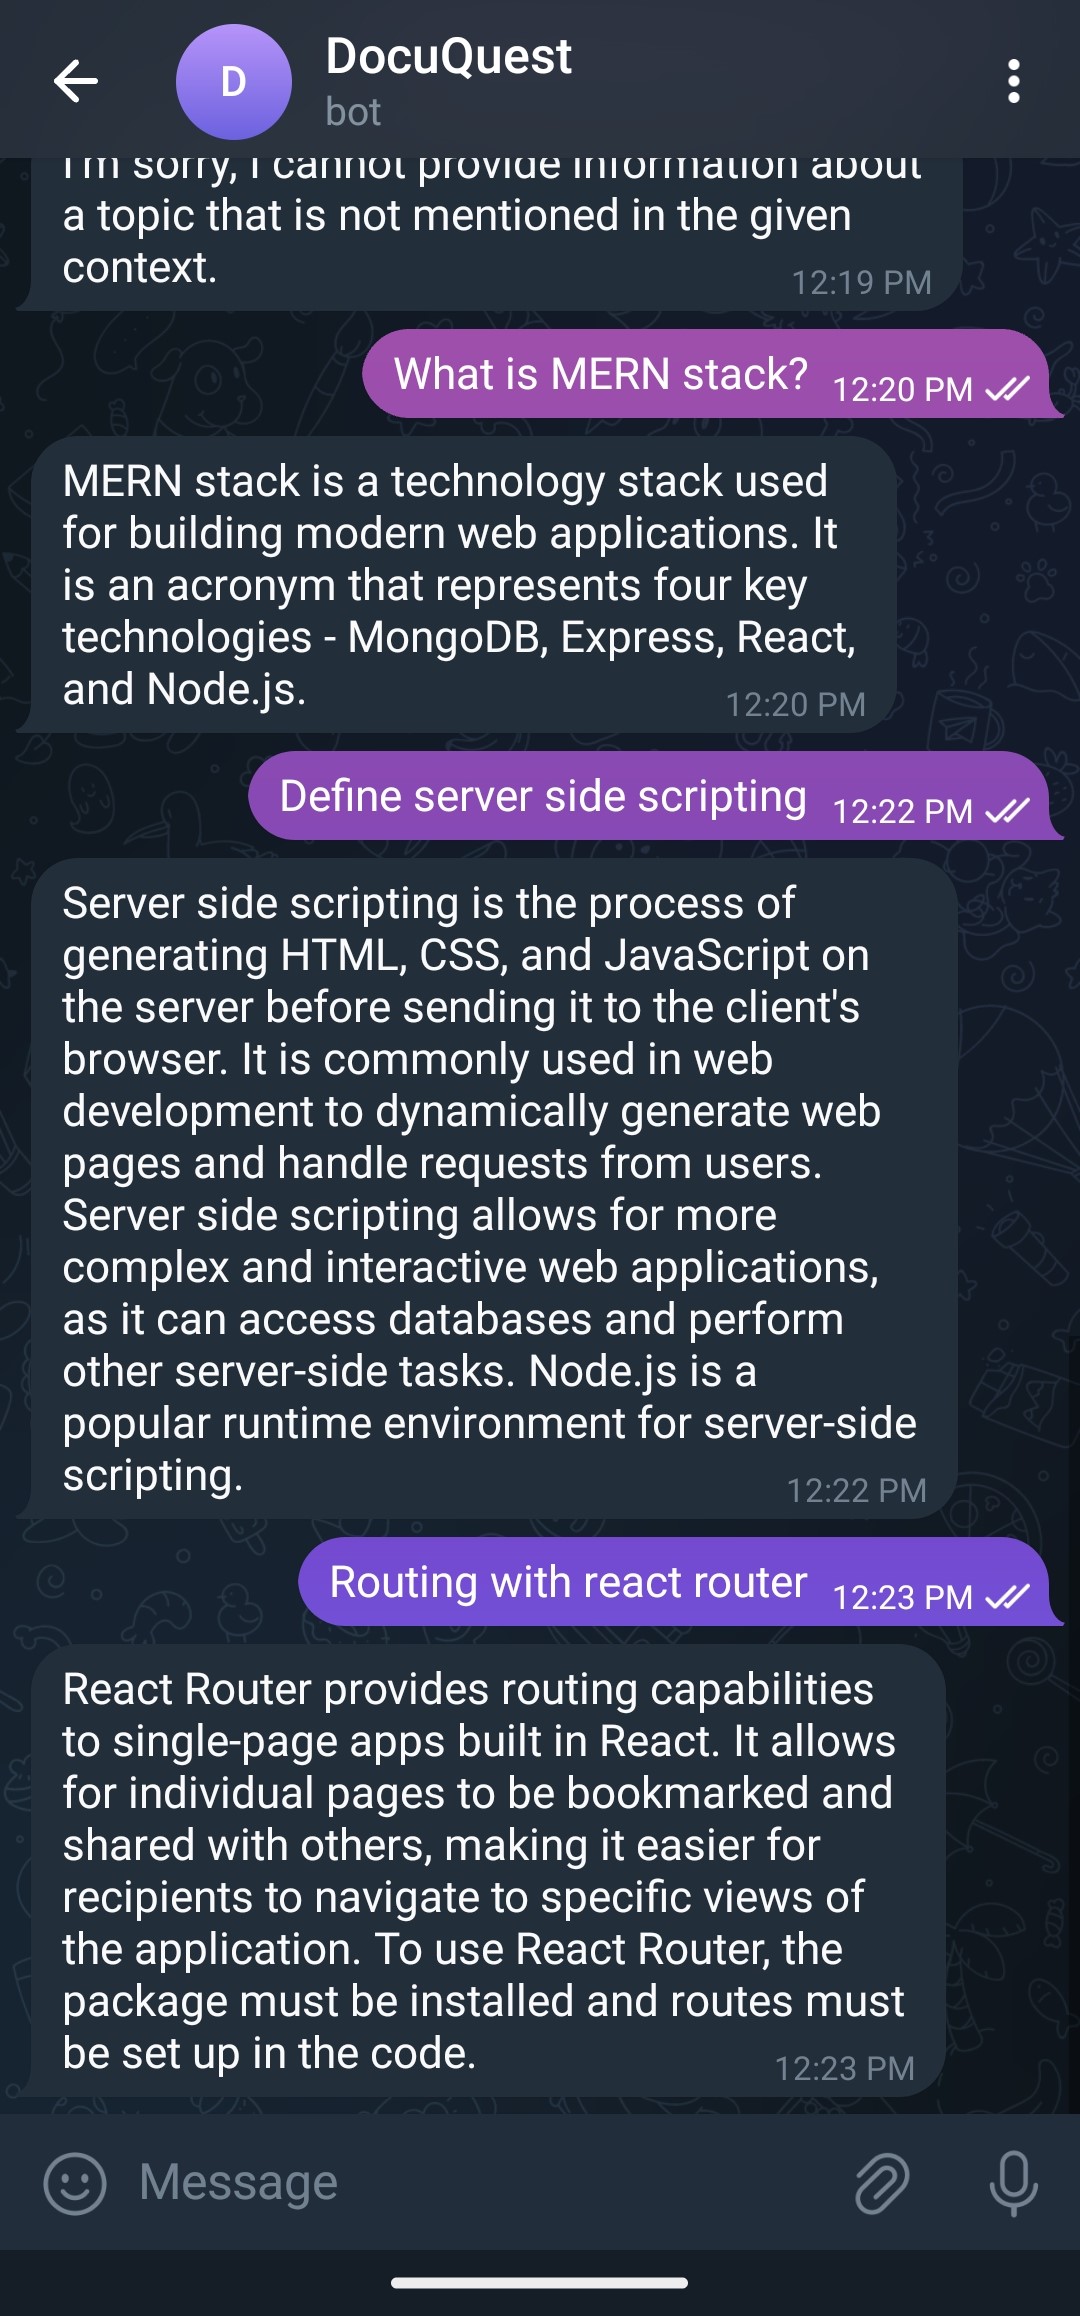 D
DocuQuest
bot
I'm sorry, I cannot provide information about
a topic that is not mentioned in the given
context.
12:19 PM
What is MERN stack?
12:20 PM
MERN stack is a technology stack used
for building modern web applications. It
is an acronym that represents four key
technologies - MongoDB, Express, React,
and Node.js.
12:20 PM
Define server side scripting
12:22 PM
Server side scripting is the process of
generating HTML, CSS, and JavaScript on
the server before sending it to the client's
browser. It is commonly used in web
development to dynamically generate web
pages and handle requests from users.
Server side scripting allows for more
complex and interactive web applications,
as it can access databases and perform
other server-side tasks. Node.js is a
popular runtime environment for server-side
scripting.
12:22 PM
Routing with react router
12:23 PM
React Router provides routing capabilities
to single-page apps built in React. It allows
for individual pages to be bookmarked and
shared with others, making it easier for
recipients to navigate to specific views of
the application. To use React Router, the
package must be installed and routes must
be set up in the code.
12:23 PM
Message